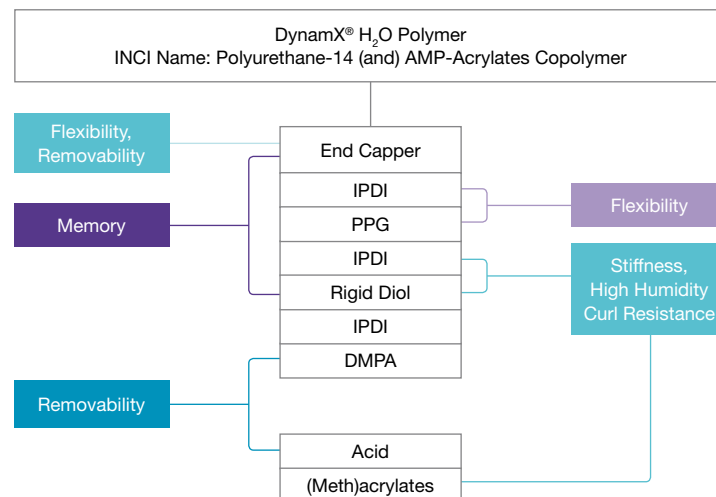 DynamX® H₂O Polymer
INCI Name: Polyurethane-14 (and) AMP-Acrylates Copolymer
Flexibility,
Removability
End Capper
IPDI
PPG
Flexibility
Memory
IPDI
Rigid Diol
Stiffness,
High Humidity
Curl Resistance
IPDI
DMPA
Removability
Acid
(Meth)acrylates